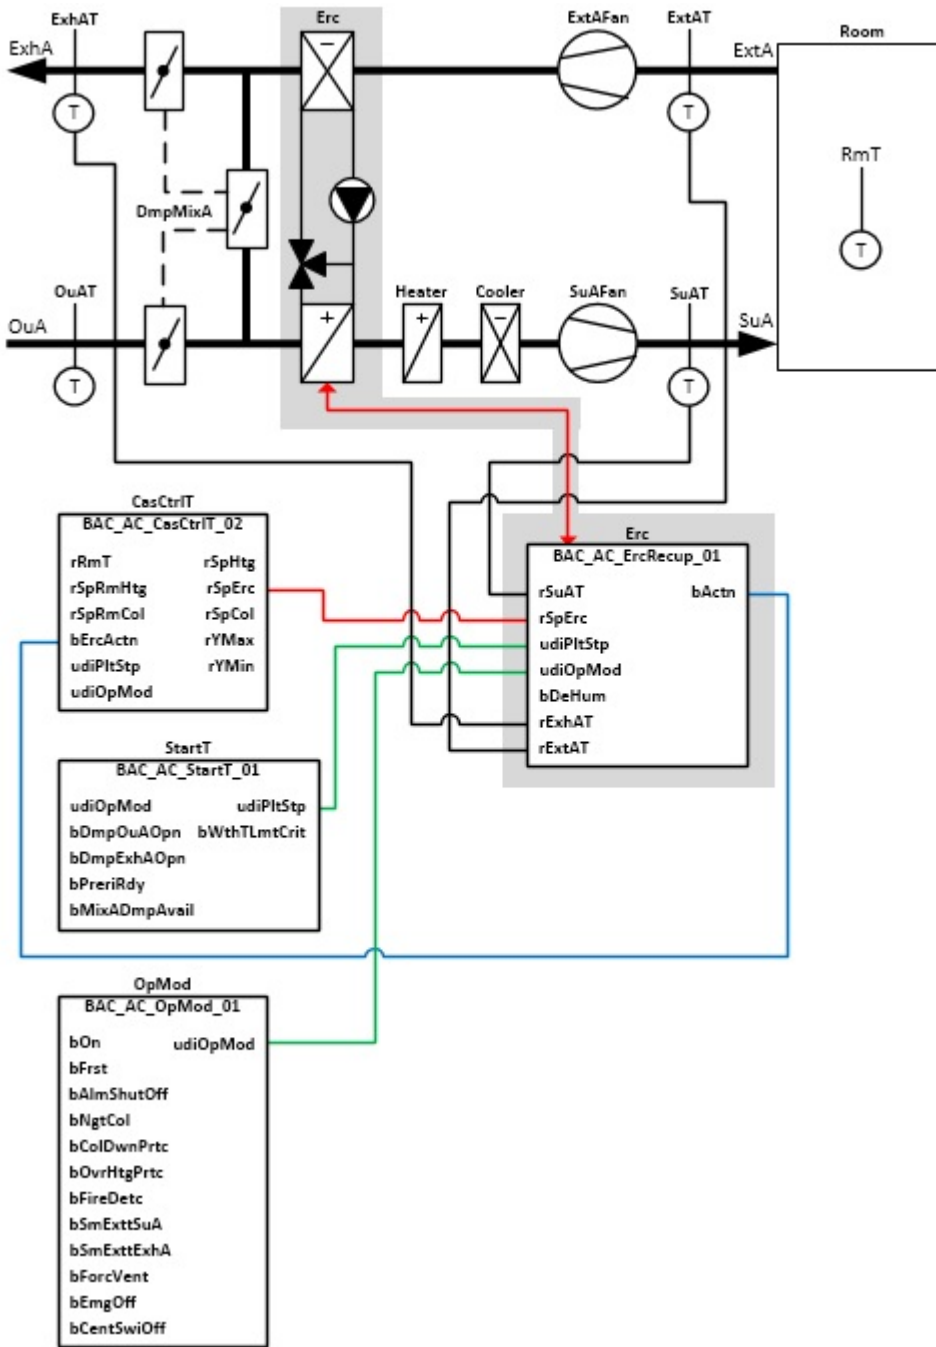 ExhAT
Erc
ExtAFan
ExtAT
Room
ExhA
ExtA
T
T
RmT
DmpMixA
T
OuAT
Heater
Cooler
SuAFan
SuAT
OuA
+
+
SuA
T
T
CasCtrlT
BAC_AC_CasCtrlT_02
rRmT rSpHtg
rSpRmHtg rSpErc
rSpRmCol rSpCol
bErcActn rYMax
udiPltStp rYMin
udiOpMod
Erc
BAC_AC_ErcRecup_01
rSuAT bActn
rSpErc
udiPltStp
udiOpMod
bDeHum
rExhAT
rExtAT
StartT
BAC_AC_StartT_01
udiOpMod udiPltStp
bDmpOuAOpn bWthTLmtCrit
bDmpExhAOpn
bPreriRdy
bMixADmpAvail
OpMod
BAC_AC_OpMod_01
bOn udiOpMod
bFrst
bAlmShutOff
bNgtCol
bColDwnPrtc
bOvrHtgPrtc
bFireDetc
bSmExttSuA
bSmExttExhA
bForcVent
bEmgOff
bCentSwiOff